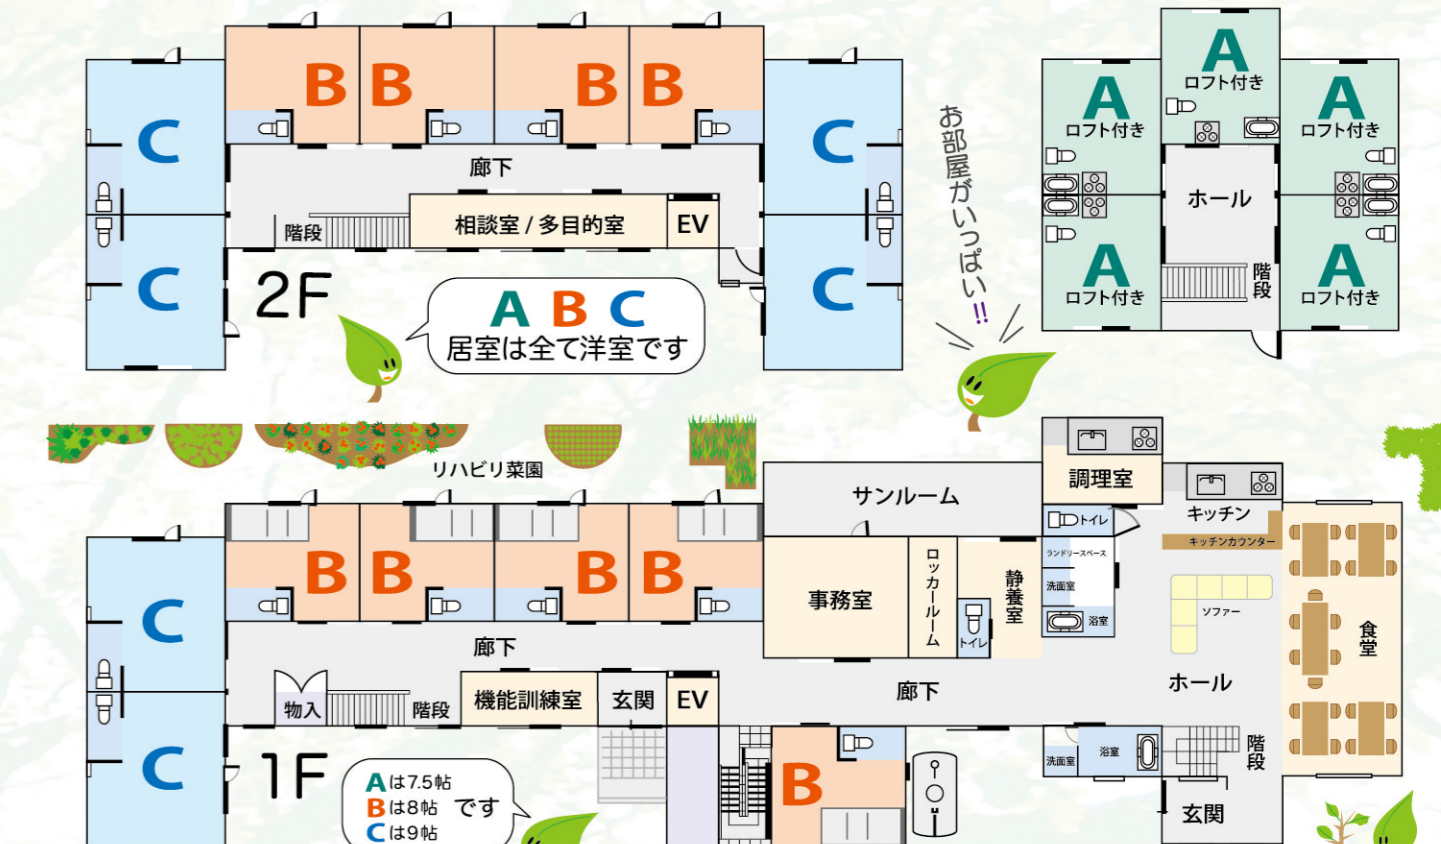 B
B
B
B
C
C
廊下
相談室 / 多目的室
EV
階段
C
C
2F
A B C
居室は全て洋室です
お部屋がいっぱい!!
A
ロフト付き
A
ロフト付き
A
ロフト付き
ホール
A
ロフト付き
A
ロフト付き
階段
リハビリ菜園
B
B
B
B
C
廊下
物入
階段
機能訓練室
玄関
EV
C
1F
Aは7.5帖
Bは8帖
Cは9帖
です
サンルーム
調理室
トイレ
キッチン
キッチンカウンター
事務室
ロッカールーム
トイレ
静養室
ランドリースペース
洗面室
浴室
ソファー
食堂
廊下
ホール
B
洗面室
浴室
階段
玄関